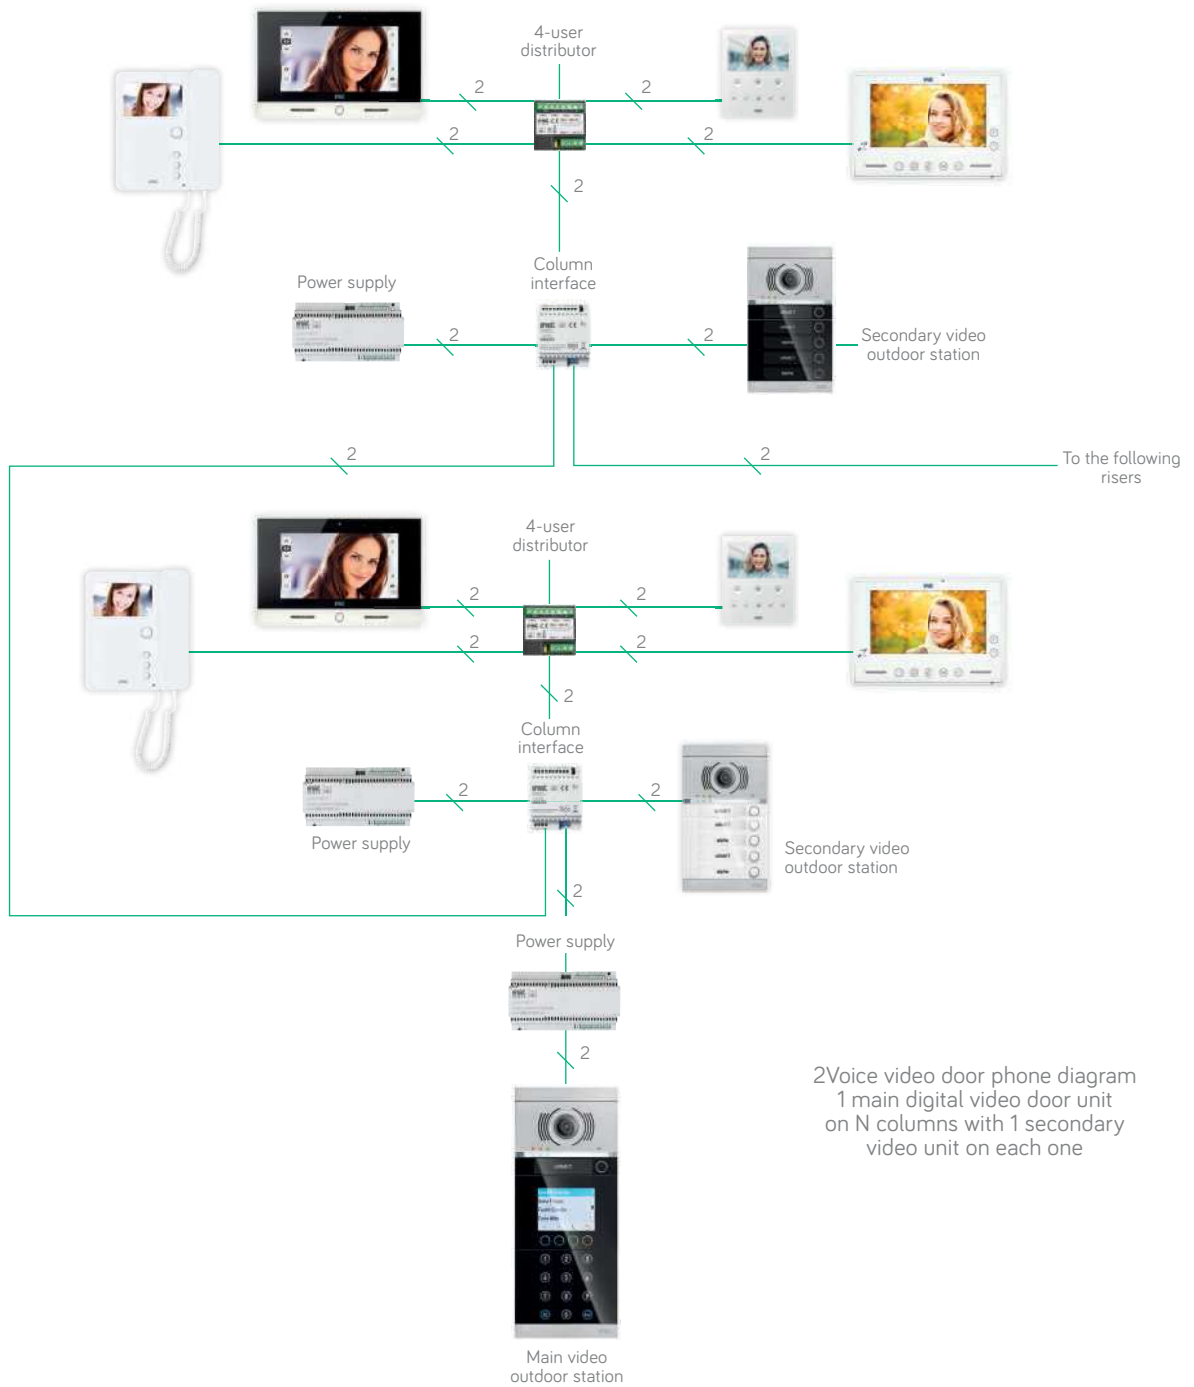 4-user
distributor
2
2
2
2
2
Column
interface
Power supply
2
2
Secondary video
outdoor station
2
2
To the following
risers
4-user
distributor
2
2
2
2
2
Column
interface
2
2
Power supply
Secondary video
outdoor station
2
Power supply
2
2Voice video door phone diagram
1 main digital video door unit
on N columns with 1 secondary
video unit on each one
Main video
outdoor station